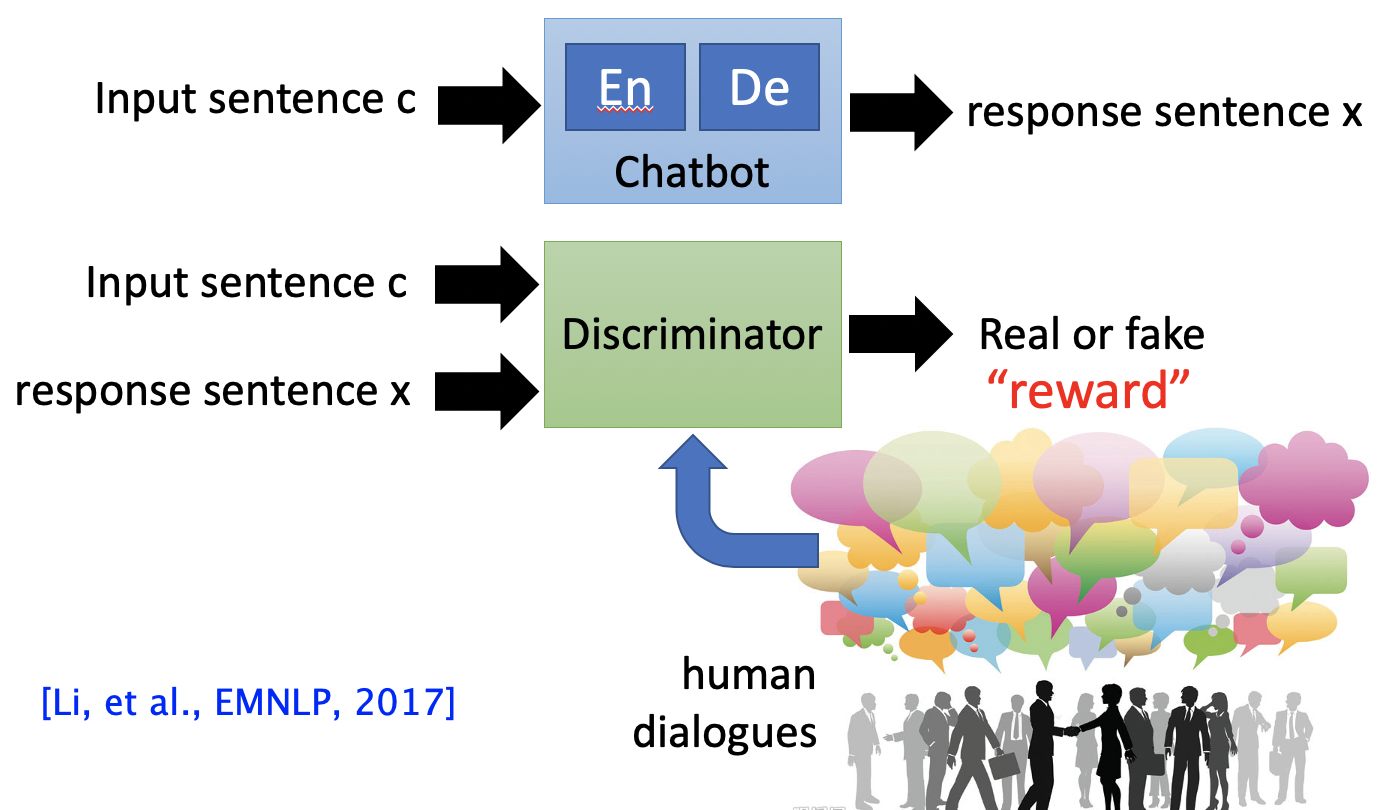 Input sentence c
En
De
Chatbot
response sentence x
Input sentence c
response sentence x
Discriminator
Real or fake
“reward”
human
dialogues
[Li, et al., EMNLP, 2017]